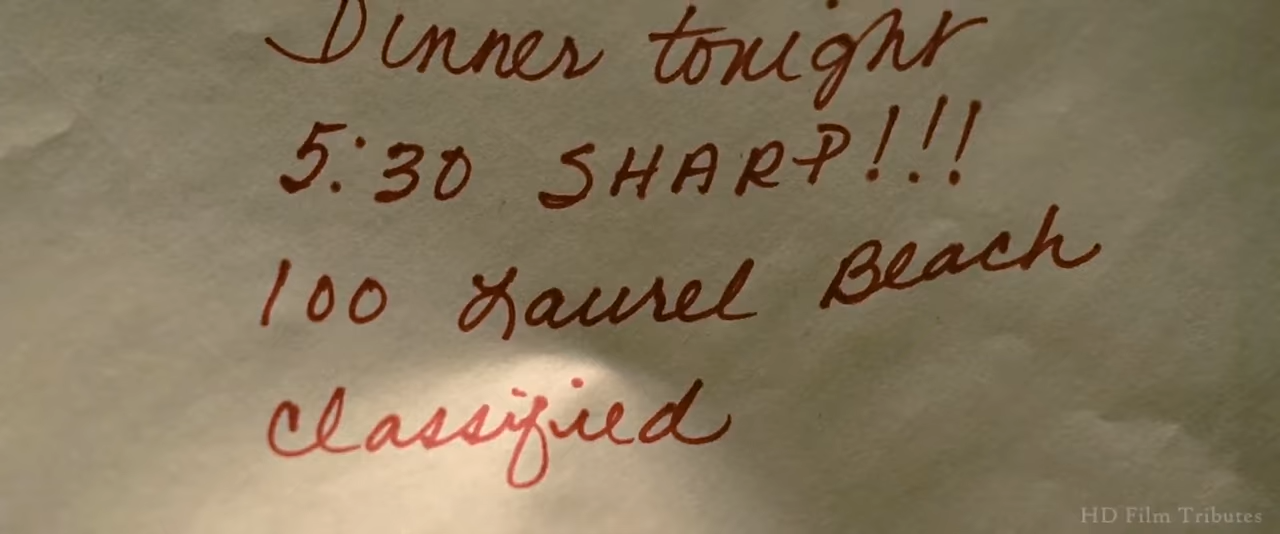 Dinner tonight
5:30 SHARP!!!
100 Laurel Beach
classified
HD Film Tributes